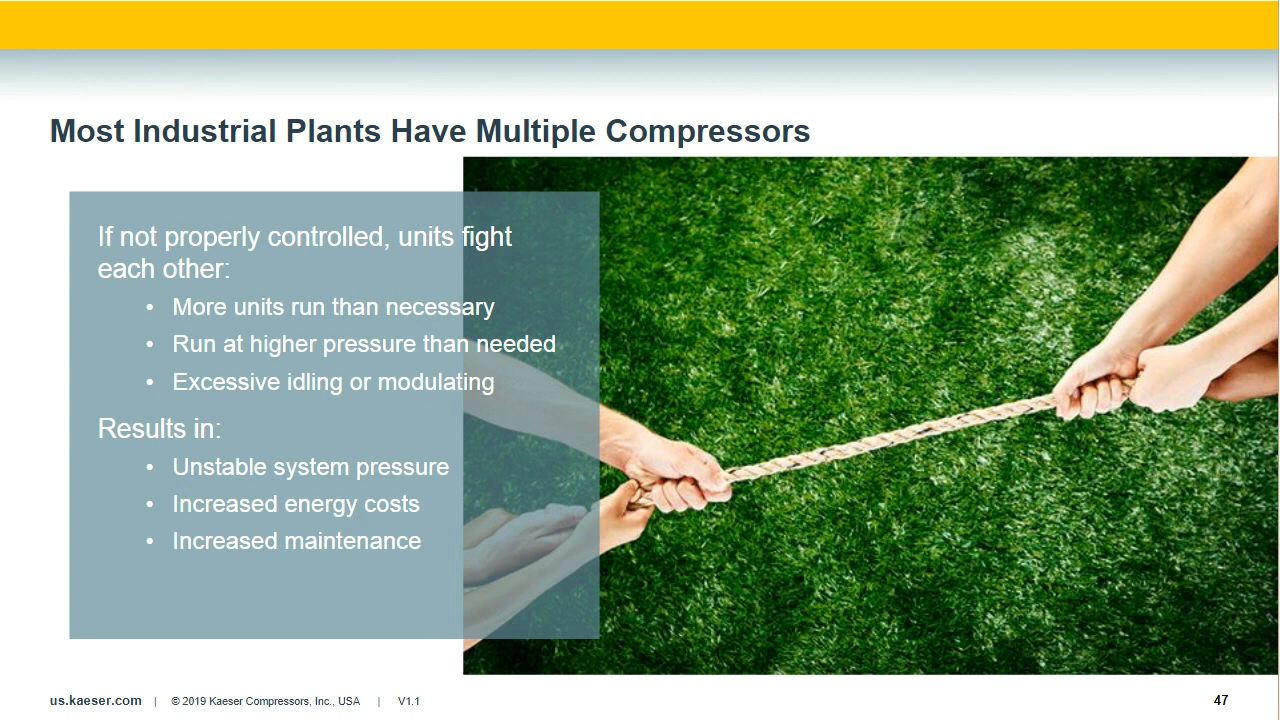 Most Industrial Plants Have Multiple Compressors
If not properly controlled, units fight
each other:
• More units run than necessary
• Run at higher pressure than needed
• Excessive idling or modulating
Results in:
• Unstable system pressure
• Increased energy costs
• Increased maintenance
us.kaeser.com | © 2019 Kaeser Compressors, Inc., USA | V1.1 47